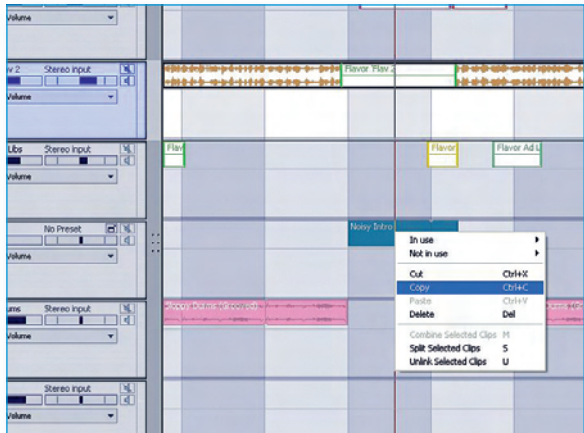 Volume
v 2 Stereo input
Flavor 'Flav 2
Volume
Libs Stereo input
Flav
Flavor
Flavor Ad L
Volume
No Preset
Noisy Intro
Volume
In use
Not in use
Cut Ctrl+X
Copy Ctrl+C
Paste Ctrl+V
Delete Del
Combine Selected Clips M
Split Selected Clips S
Unlink Selected Clips U
ums Stereo input
Volume
Stereo input
Volume